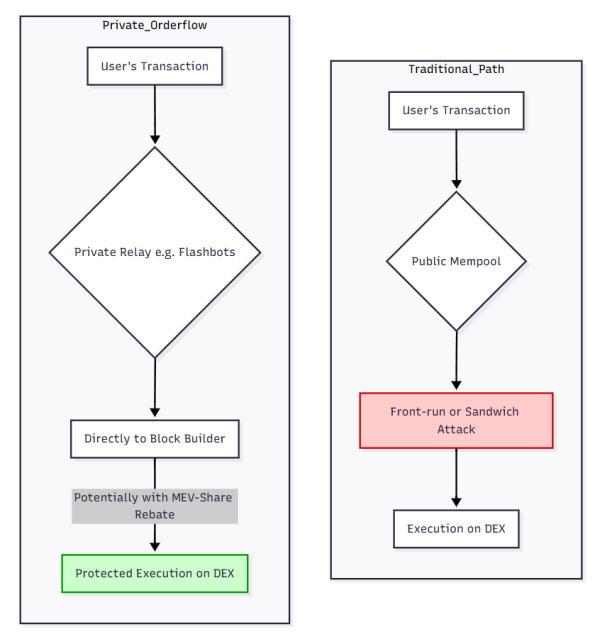 Private_Orderflow
User's Transaction
Private Relay e.g. Flashbots
Directly to Block Builder
Potentially with MEV-Share
Rebate
Protected Execution on DEX
Traditional_Path
User's Transaction
Public Mempool
Front-run or Sandwich
Attack
Execution on DEX